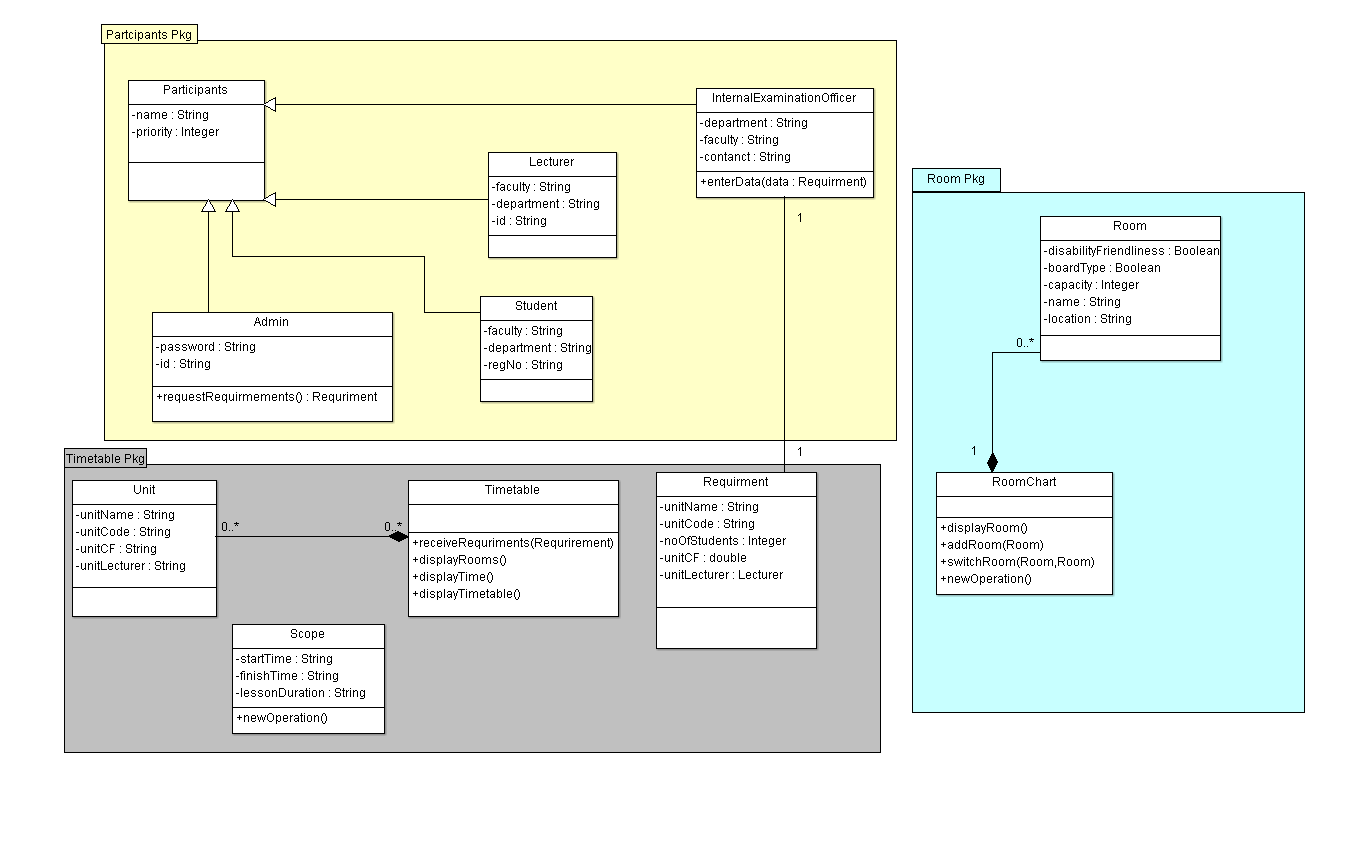 Partcipants Pkg
Participants
-name : String
-priority : Integer
InternalExaminationOfficer
-department : String
-faculty : String
-contanct : String
+enterData(data : Requirment)
Lecturer
-faculty : String
-department : String
-id : String
Student
-faculty : String
-department : String
-regNo : String
Admin
-password : String
-id : String
+requestRequirmements() : Requriment
1
1
Timetable Pkg
Unit
-unitName : String
-unitCode : String
-unitCF : String
-unitLecturer : String
0..*
0..*
Timetable
+receiveRequriments(Requrirement)
+displayRooms()
+displayTime()
+displayTimetable()
Requirment
-unitName : String
-unitCode : String
-noOfStudents : Integer
-unitCF : double
-unitLecturer : Lecturer
Scope
-startTime : String
-finishTime : String
-lessonDuration : String
+newOperation()
Room Pkg
Room
-disabilityFriendliness : Boolean
-boardType : Boolean
-capacity : Integer
-name : String
-location : String
0..*
1
RoomChart
+displayRoom()
+addRoom(Room)
+switchRoom(Room,Room)
+newOperation()